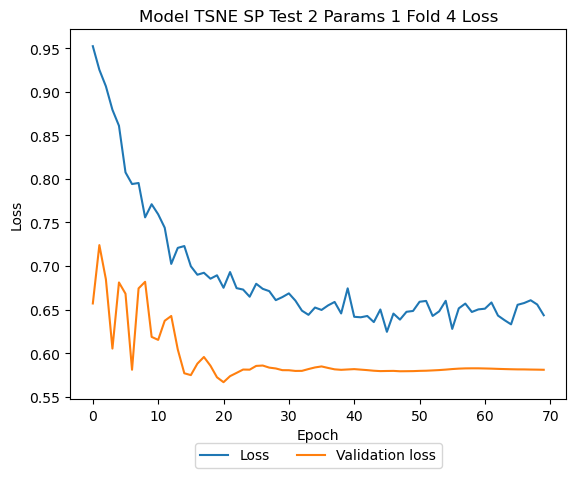 Model TSNE SP Test 2 Params 1 Fold 4 Loss
0.95
0.90
0.85
0.80
0.75
0.70
0.65
0.60
0.55
Loss
0 10 20 30 40 50 60 70
Epoch
Loss Validation loss